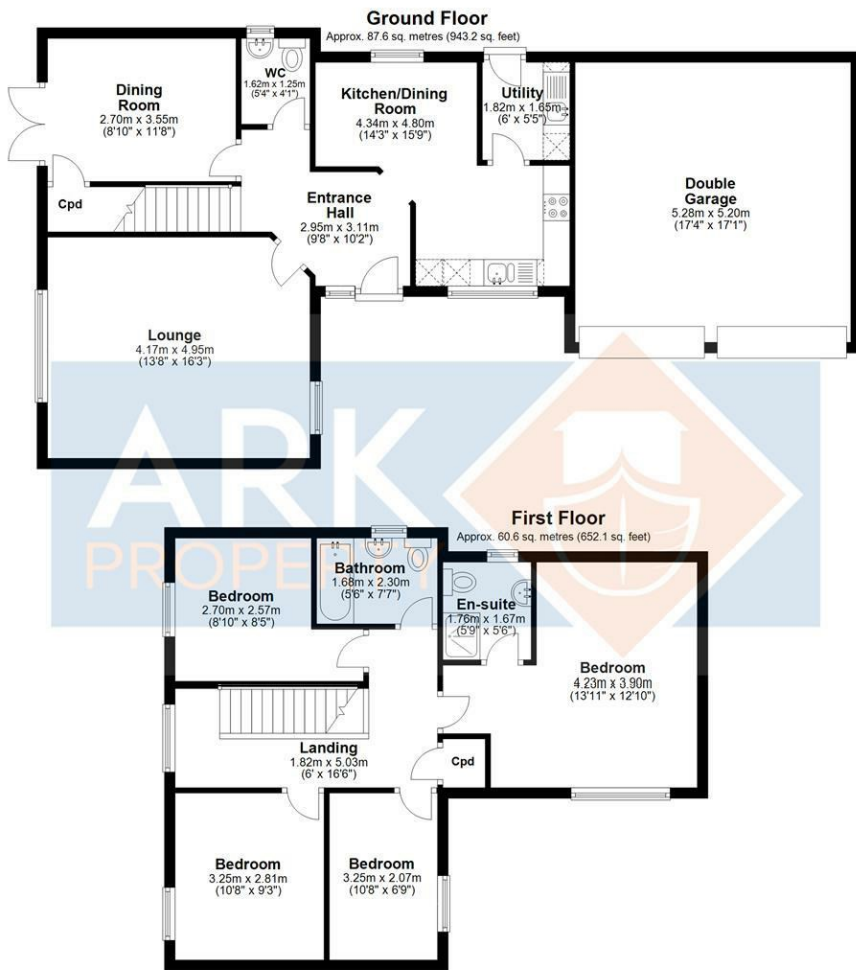 Ground Floor
Approx. 87.6 sq. metres (943.2 sq. feet)
Dining
Room
2.70m x 3.55m
(8'10" x 11'8")
WC
1.62m x 1.25m
(5'4" x 4'1")
Kitchen/Dining
Room
4.34m x 4.80m
(14'3" x 15'9")
Utility
1.82m x 1.65m
(6' x 5'5")
Cpd
Entrance
Hall
2.95m x 3.11m
(9'8" x 10'2")
Double
Garage
5.28m x 5.20m
(17'4" x 17'1")
Lounge
4.17m x 4.95m
(13'8" x 16'3")
ARK
PROPERTY
First Floor
Approx. 60.6 sq. metres (652.1 sq. feet)
Bedroom
2.70m x 2.57m
(8'10" x 8'5")
Bathroom
1.68m x 2.30m
(5'6" x 7'7")
En-suite
1.76m x 1.67m
(5'9" x 5'6")
Bedroom
4.23m x 3.90m
(13'11" x 12'10")
Landing
1.82m x 5.03m
(6' x 16'6")
Cpd
Bedroom
3.25m x 2.81m
(10'8" x 9'3")
Bedroom
3.25m x 2.07m
(10'8" x 6'9")